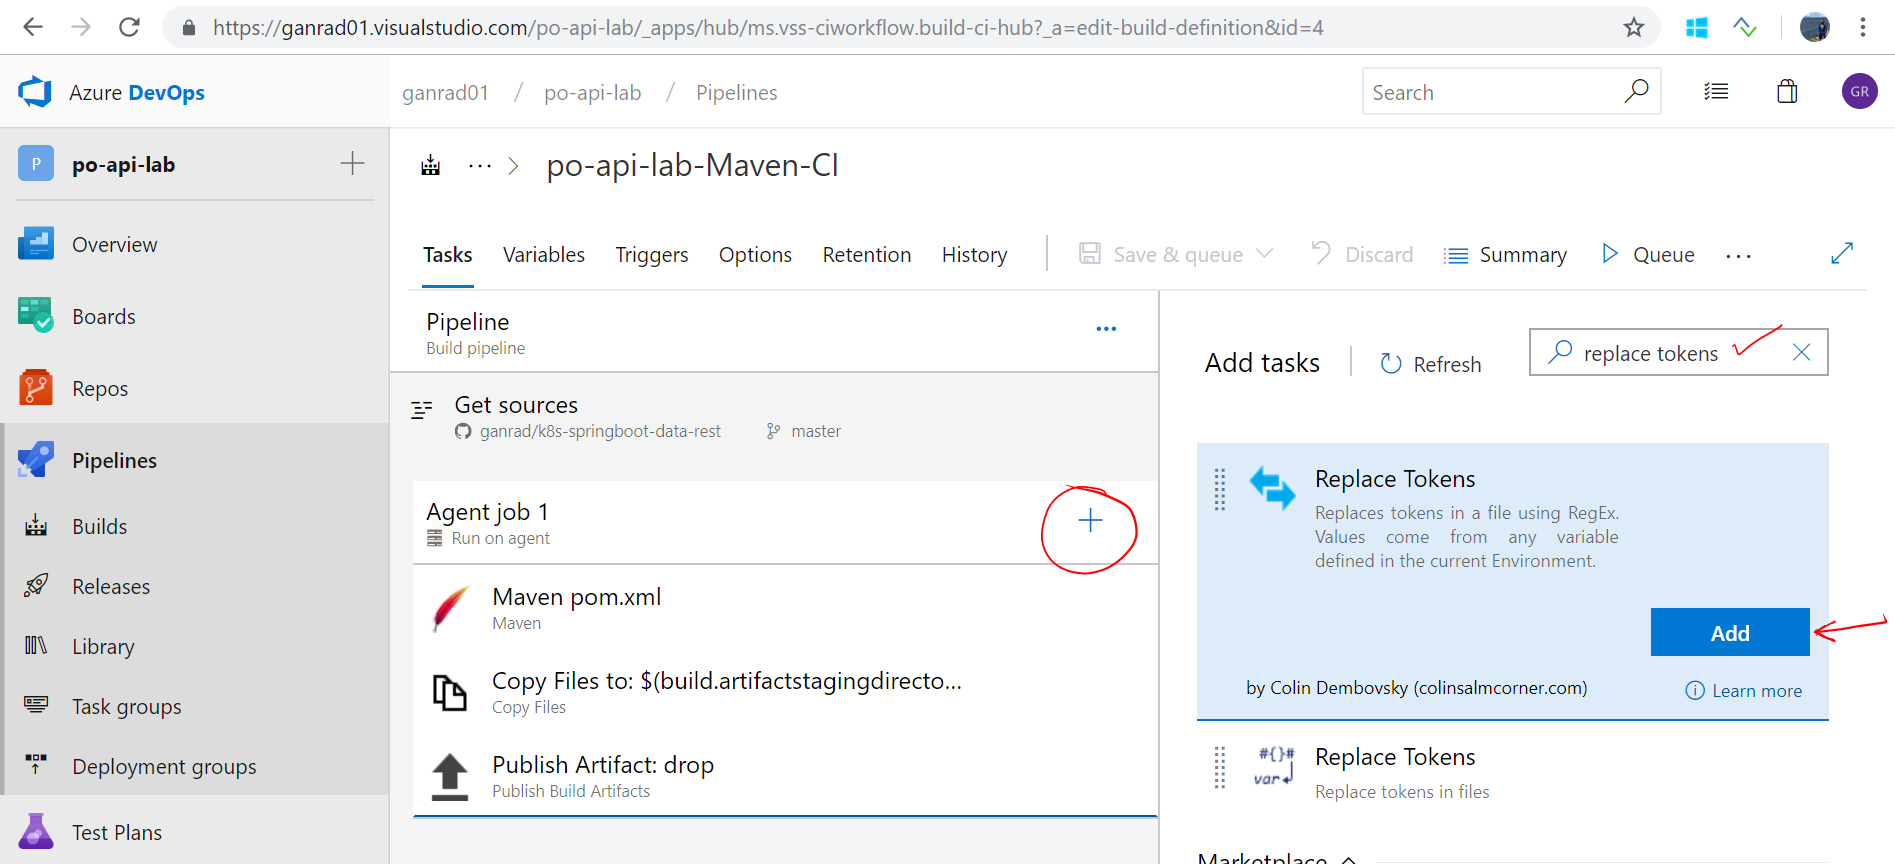 https://ganrad01.visualstudio.com/po-api-lab/_apps/hub/ms.vss-ciworkflow.build-ci-hub?_a=edit-build-definition&id=4
Azure DevOps
ganrad01 / po-api-lab / Pipelines
Search
GR
P po-api-lab
Overview
Boards
Repos
Pipelines
Builds
Releases
Library
Task groups
Deployment groups
Test Plans
... > po-api-lab-Maven-CI
Tasks Variables Triggers Options Retention History Save & queue Discard Summary Queue ...
Pipeline
Build pipeline
...
Get sources
ganrad/k8s-springboot-data-rest master
Agent job 1
Run on agent
Maven pom.xml
Maven
Copy Files to: $(build.artifactstagingdirecto...
Copy Files
Publish Artifact: drop
Publish Build Artifacts
Add tasks Refresh
replace tokens
Replace Tokens
Replaces tokens in a file using RegEx.
Values come from any variable
defined in the current Environment.
Add
by Colin Dembovsky (colinsalmcorner.com)
Learn more
#{}#
var
Replace Tokens
Replace tokens in files
Marketplace